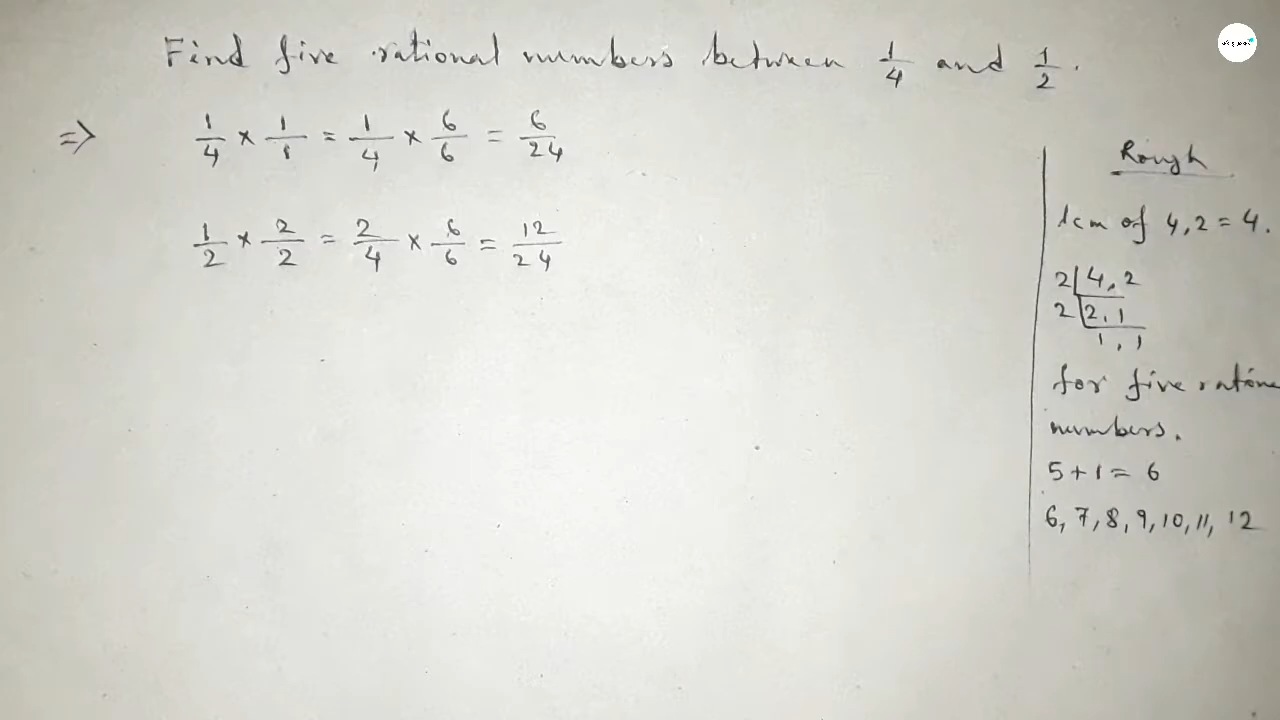 Find five rational numbers between 1/4 and 1/2.
=> 1/4 × 1/1 = 1/4 × 6/6 = 6/24
1/2 × 2/2 = 2/4 × 6/6 = 12/24
Rough
lcm of 4,2 = 4.
2|4,2
2|2,1
1,1
for five
numbers.
5+1= 6
6, 7, 8, 9, 10, 11, 12